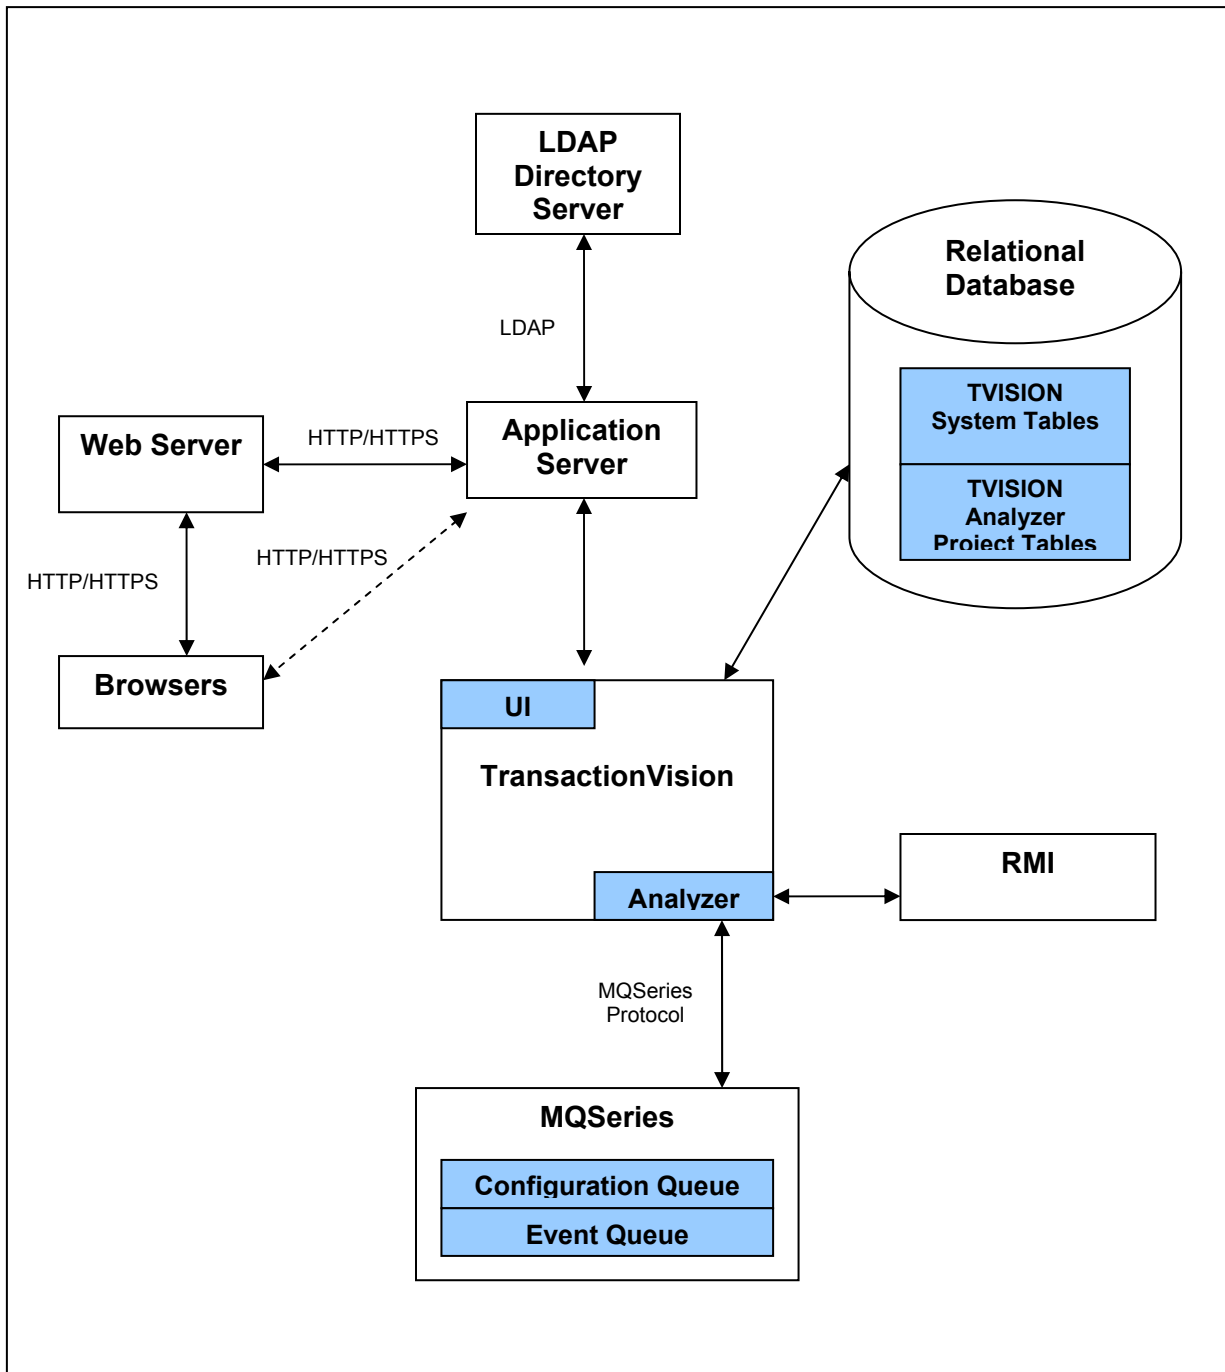 LDAP
Directory
Server
Relational
Database
LDAP
TVISION
System Tables
TVISION
Analyzer
Project Tables
Web Server
HTTP/HTTPS
Application
Server
HTTP/HTTPS
HTTP/HTTPS
Browsers
UI
TransactionVision
Analyzer
RMI
MQSeries
Protocol
MQSeries
Configuration Queue
Event Queue